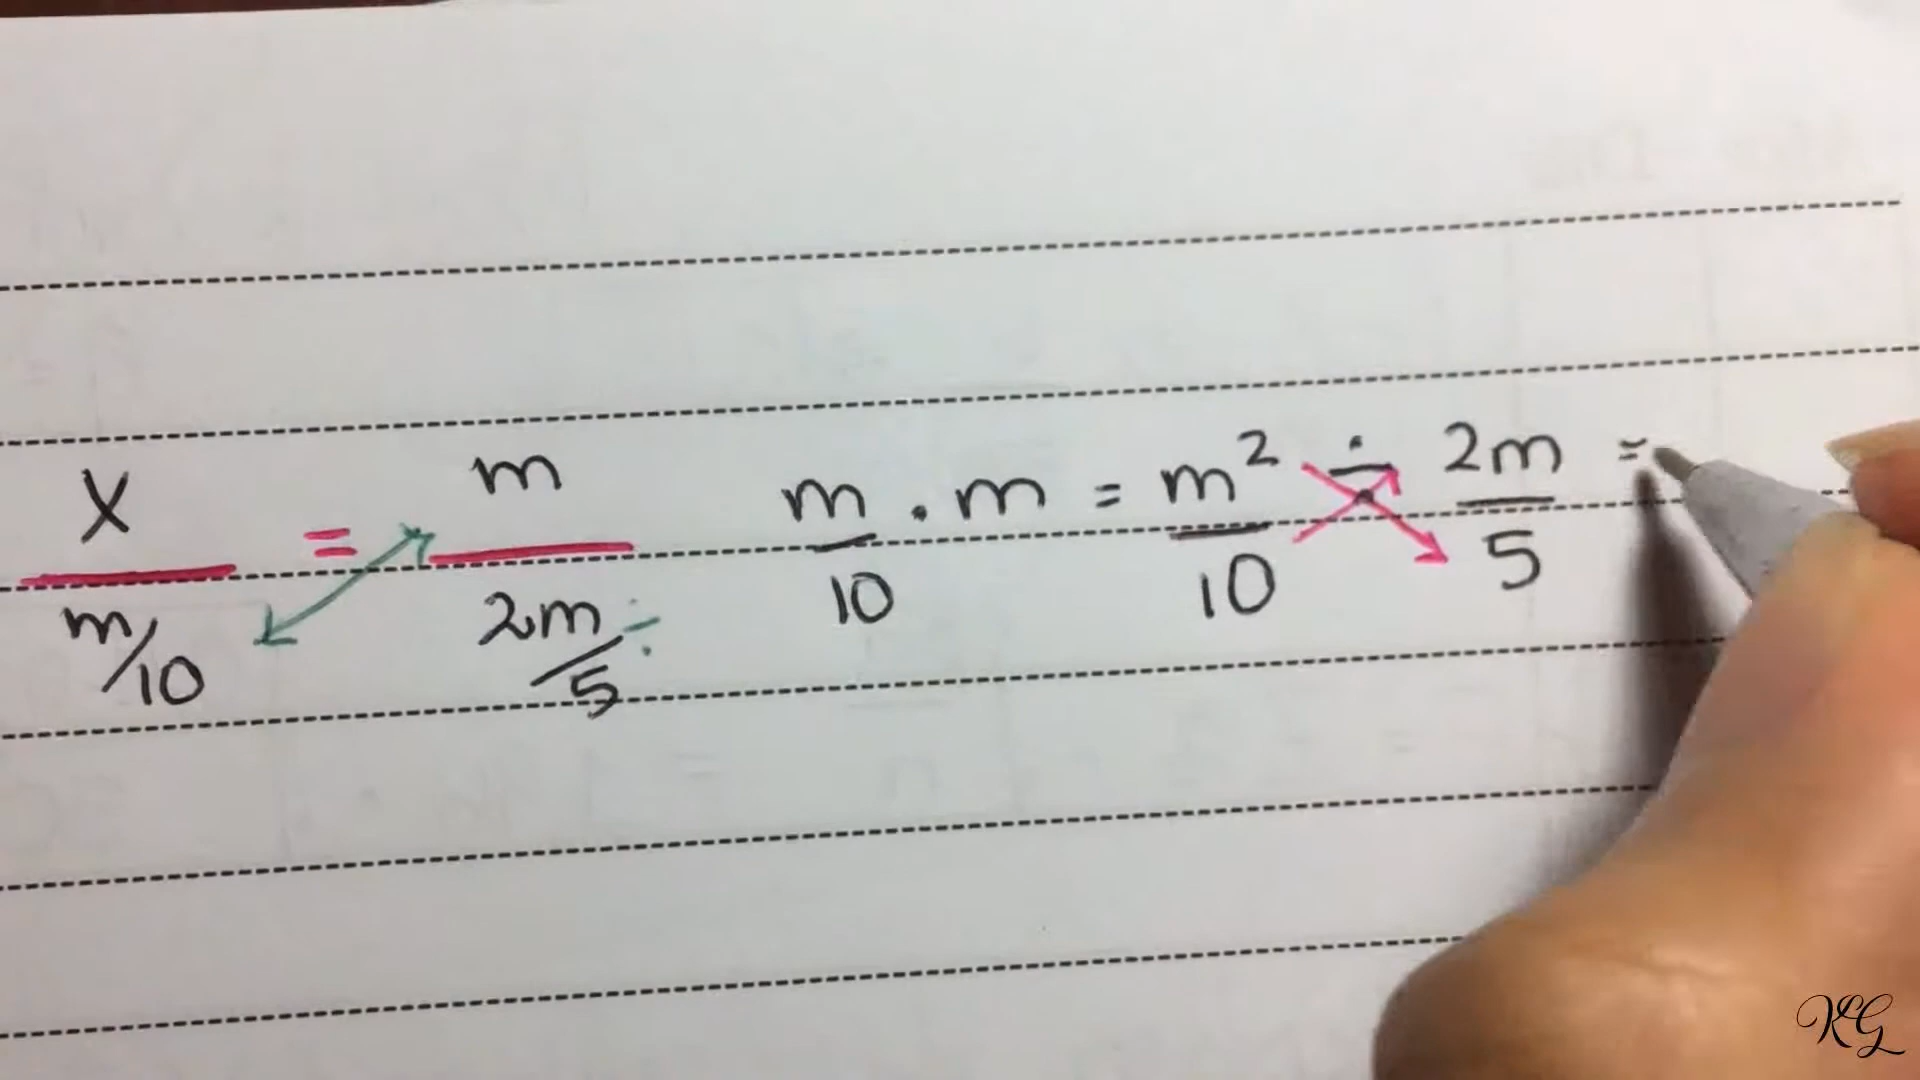 x/(m/10) = m/(2m/5) ÷
m/10 . m = m²/10 ÷ 2m/5 =
KG